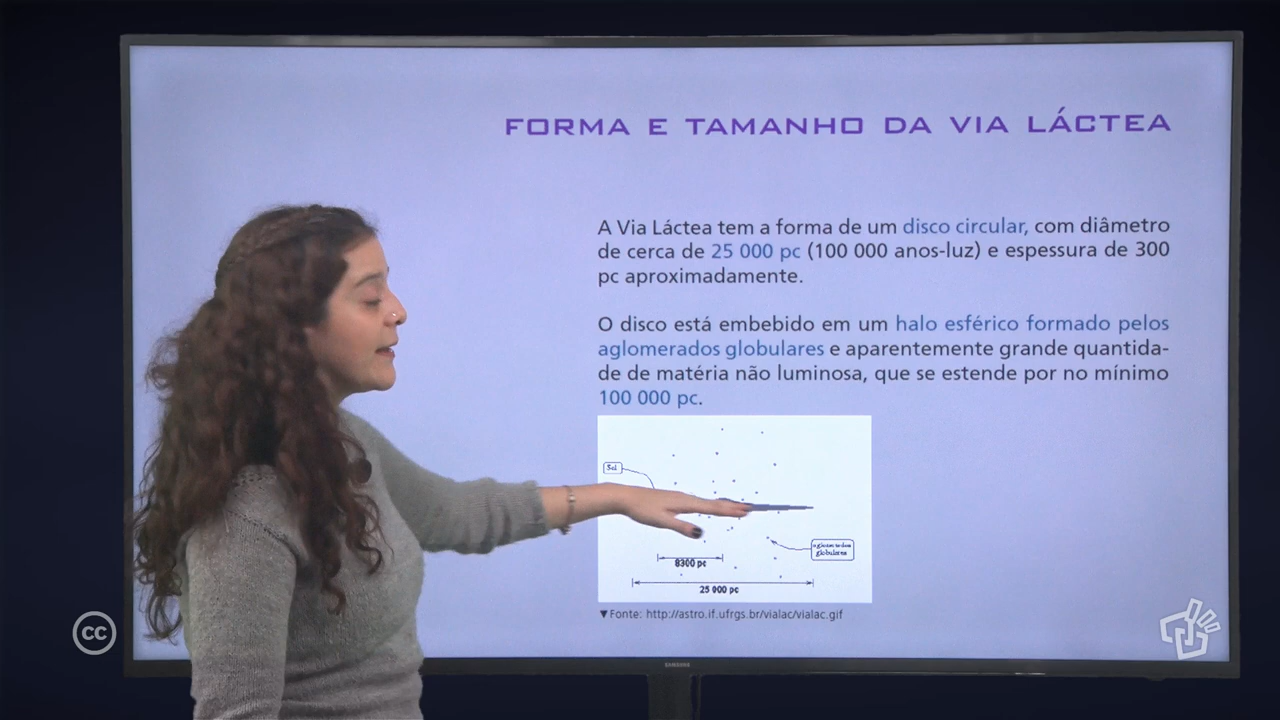 FORMA E TAMANHO DA VIA LÁCTEA
A Via Láctea tem a forma de um disco circular, com diâmetro
de cerca de 25 000 pc (100 000 anos-luz) e espessura de 300
pc aproximadamente.
O disco está embebido em um halo esférico formado pelos
aglomerados globulares e aparentemente grande quantida-
de de matéria não luminosa, que se estende por no mínimo
100 000 pc.
Sol
aglomerados
globulares
8300 pc
25 000 pc
▼Fonte: http://astro.if.ufrgs.br/vialac/vialac.gif
cc
SAMSUNG